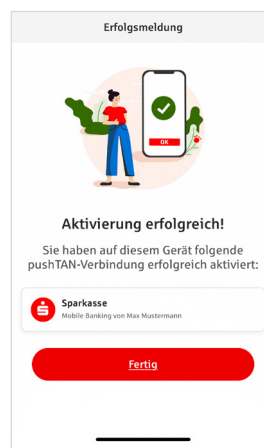 Erfolgsmeldung
OK
Aktivierung erfolgreich!
Sie haben auf diesem Gerät folgende
pushTAN-Verbindung erfolgreich aktiviert:
Sparkasse
Mobile Banking von Max Mustermann
Fertig